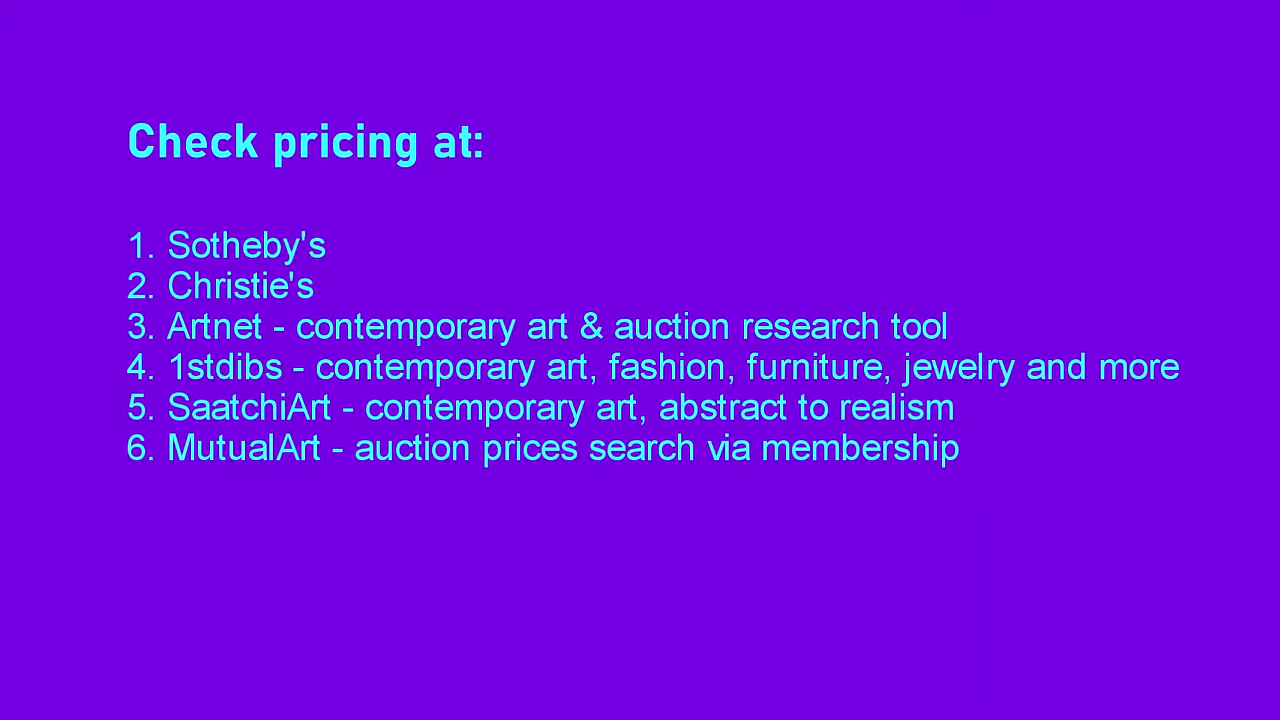 Check pricing at:
1. Sotheby's
2. Christie's
3. Artnet - contemporary art & auction research tool
4. 1stdibs - contemporary art, fashion, furniture, jewelry and more
5. SaatchiArt - contemporary art, abstract to realism
6. MutualArt - auction prices search via membership